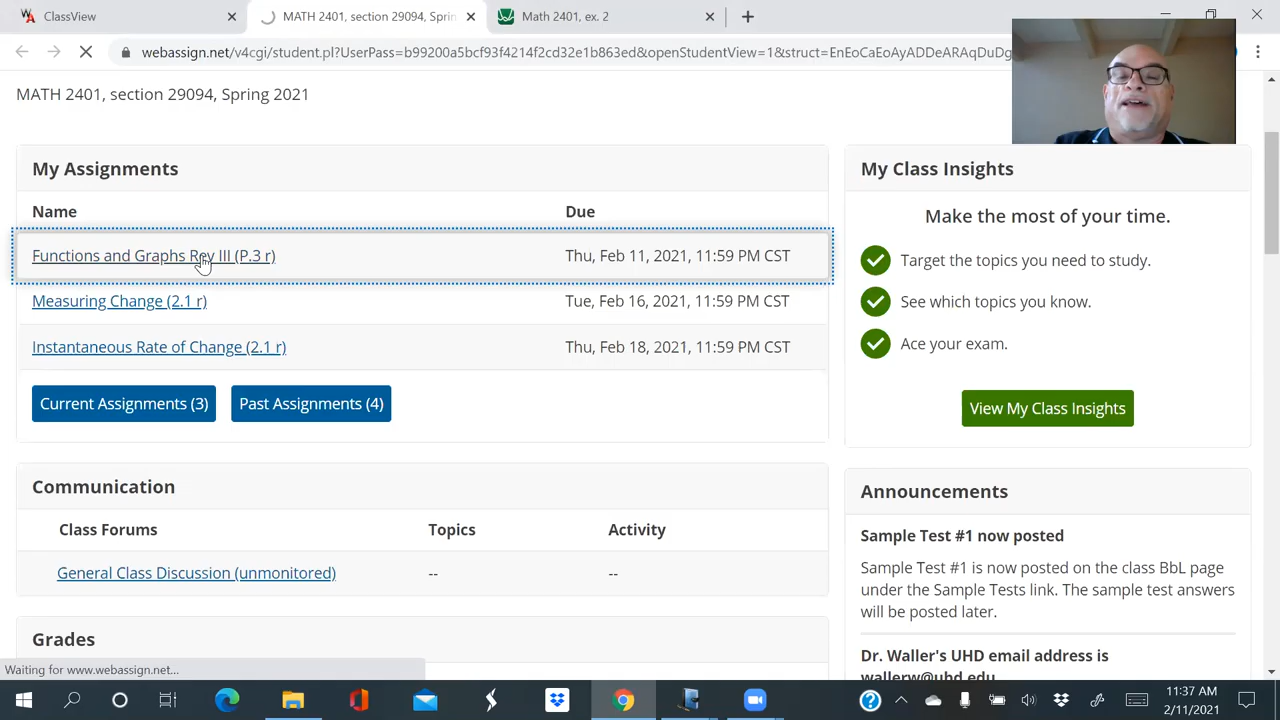 ClassView
MATH 2401, section 29094, Sprin
Math 2401, ex. 2
webassign.net/v4cgi/student.pl?UserPass=b99200a5bcf93f4214f2cd32e1b863ed&openStudentView=1&struct=EnEoCaEoAyADDeARAqDuDg
MATH 2401, section 29094, Spring 2021
My Assignments
Name Due
Functions and Graphs Rev III (P.3 r) Thu, Feb 11, 2021, 11:59 PM CST
Measuring Change (2.1 r) Tue, Feb 16, 2021, 11:59 PM CST
Instantaneous Rate of Change (2.1 r) Thu, Feb 18, 2021, 11:59 PM CST
Current Assignments (3) Past Assignments (4)
Communication
Class Forums Topics Activity
General Class Discussion (unmonitored) -- --
Grades
My Class Insights
Make the most of your time.
Target the topics you need to study.
See which topics you know.
Ace your exam.
View My Class Insights
Announcements
Sample Test #1 now posted
Sample Test #1 is now posted on the class BbL page
under the Sample Tests link. The sample test answers
will be posted later.
Dr. Waller's UHD email address is
wallerw@uhd.edu
Waiting for www.webassign.net...
11:37 AM
2/11/2021